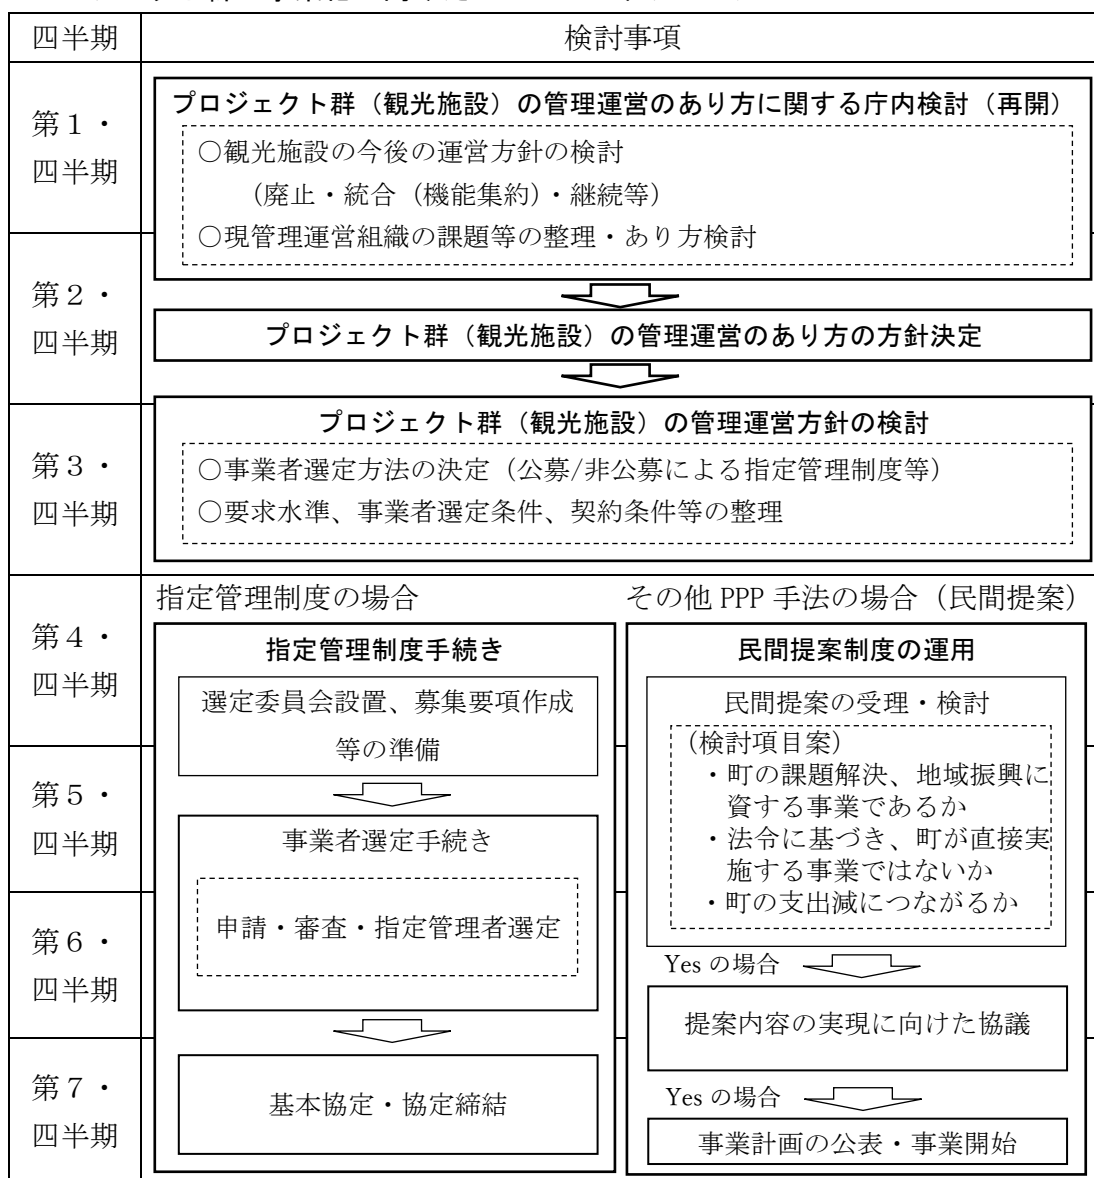 四半期
検討事項
第1・
四半期
プロジェクト群（観光施設）の管理運営のあり方に関する庁内検討（再開）
○観光施設の今後の運営方針の検討
（廃止・統合（機能集約）・継続等）
○現管理運営組織の課題等の整理・あり方検討
第2・
四半期
プロジェクト群（観光施設）の管理運営のあり方の方針決定
第3・
四半期
プロジェクト群（観光施設）の管理運営方針の検討
○事業者選定方法の決定（公募/非公募による指定管理制度等）
○要求水準、事業者選定条件、契約条件等の整理
第4・
四半期
第5・
四半期
第6・
四半期
第7・
四半期
指定管理制度の場合
指定管理制度手続き
選定委員会設置、募集要項作成
等の準備
事業者選定手続き
申請・審査・指定管理者選定
基本協定・協定締結
その他 PPP 手法の場合（民間提案）
民間提案制度の運用
民間提案の受理・検討
（検討項目案）
・町の課題解決、地域振興に
資する事業であるか
・法令に基づき、町が直接実
施する事業ではないか
・町の支出減につながるか
Yes の場合
提案内容の実現に向けた協議
Yes の場合
事業計画の公表・事業開始